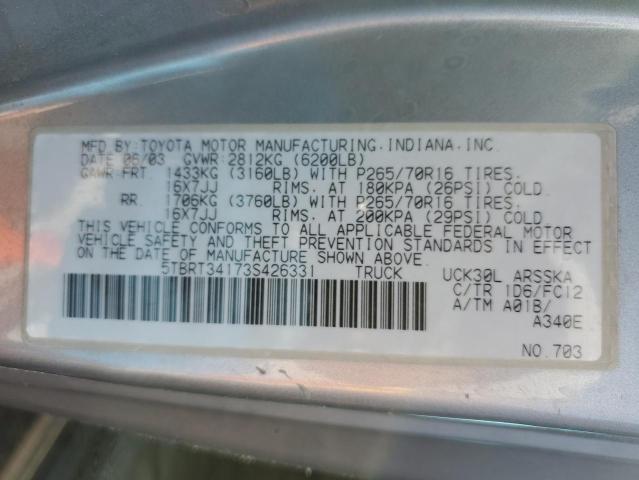 MFD.BY:TOYOTA MOTOR MANUFACTURING.INDIANA.INC.
DATE 06/03 GVWR 2812KG (6200LB)
GAWR FRT. 1433KG (3160LB) WITH P265/70R16 TIRES.
16X7JJ RIMS. AT 180KPA (26PSI) COLD.
RR. 1706KG (3760LB) WITH P265/70R16 TIRES.
16X7JJ RIMS. AT 200KPA (29PSI) COLD.
THIS VEHICLE CONFORMS TO ALL APPLICABLE FEDERAL MOTOR
VEHICLE SAFETY AND THEFT PREVENTION STANDARDS IN EFFECT
ON THE DATE OF MANUFACTURE SHOWN ABOVE.
5TBRT34173S426331 TRUCK UCK30L ARSSKA
C/TR 1D6/FC12
A/TM A01B/
A340E
NO.703